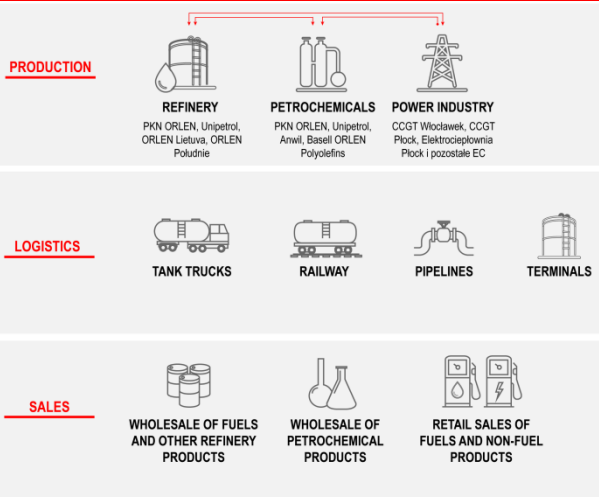 PRODUCTION
REFINERY
PKN ORLEN, Unipetrol,
ORLEN Lietuva, ORLEN
Południe
PETROCHEMICALS
PKN ORLEN, Unipetrol,
Anwil, Basell ORLEN
Polyolefins
POWER INDUSTRY
CCGT Włocławek, CCGT
Płock, Elektrociepłownia
Płock i pozostałe EC
LOGISTICS
TANK TRUCKS
RAILWAY
PIPELINES
TERMINALS
SALES
WHOLESALE OF FUELS
AND OTHER REFINERY
PRODUCTS
WHOLESALE OF
PETROCHEMICAL
PRODUCTS
RETAIL SALES OF
FUELS AND NON-FUEL
PRODUCTS